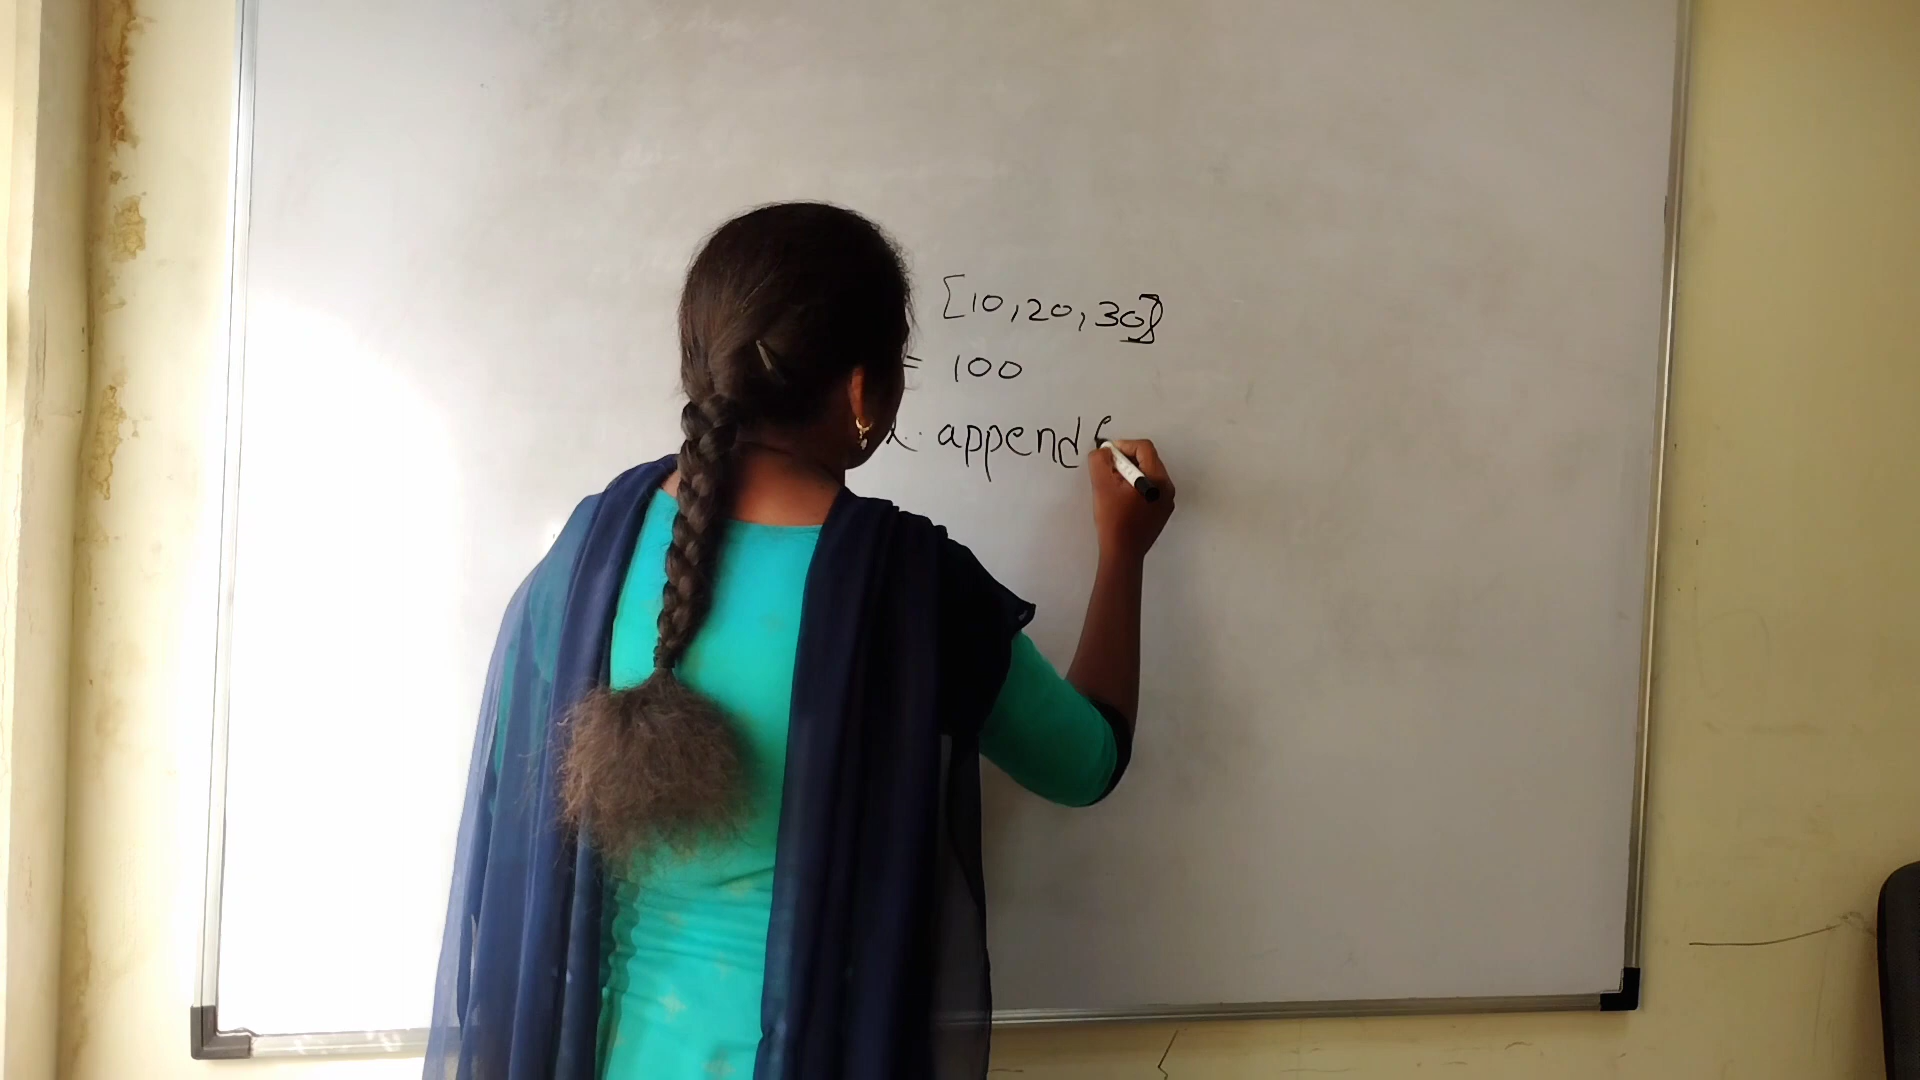 [10,20,30]
= 100
x. append(